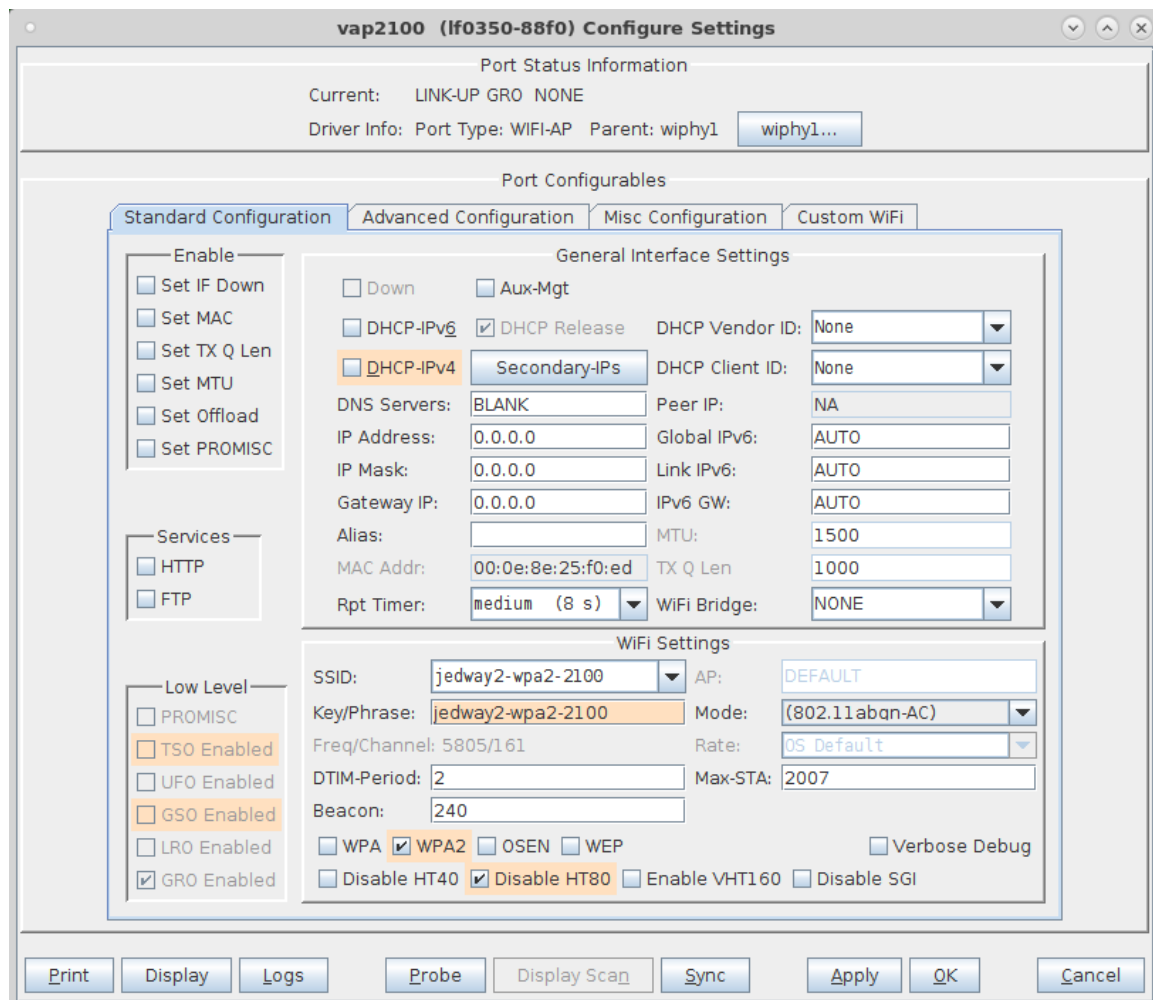 vap2100 (lf0350-88f0) Configure Settings
Port Status Information
Current: LINK-UP GRO NONE
Driver Info: Port Type: WIFI-AP Parent: wiphy1 wiphy1...
Port Configurables
Standard Configuration Advanced Configuration Misc Configuration Custom WiFi
Enable
Set IF Down
Set MAC
Set TX Q Len
Set MTU
Set Offload
Set PROMISC
Services
HTTP
FTP
Low Level
PROMISC
TSO Enabled
UFO Enabled
GSO Enabled
LRO Enabled
GRO Enabled
General Interface Settings
Down Aux-Mgt
DHCP-IPv6 DHCP Release DHCP Vendor ID: None
DHCP-IPv4 Secondary-IPs DHCP Client ID: None
DNS Servers: BLANK Peer IP: NA
IP Address: 0.0.0.0 Global IPv6: AUTO
IP Mask: 0.0.0.0 Link IPv6: AUTO
Gateway IP: 0.0.0.0 IPv6 GW: AUTO
Alias: MTU: 1500
MAC Addr: 00:0e:8e:25:f0:ed TX Q Len 1000
Rpt Timer: medium (8 s) WiFi Bridge: NONE
WiFi Settings
SSID: jedway2-wpa2-2100 AP: DEFAULT
Key/Phrase: jedway2-wpa2-2100 Mode: (802.11abgn-AC)
Freq/Channel: 5805/161 Rate: OS Default
DTIM-Period: 2 Max-STA: 2007
Beacon: 240
WPA WPA2 OSEN WEP Verbose Debug
Disable HT40 Disable HT80 Enable VHT160 Disable SGI
Print Display Logs Probe Display Scan Sync Apply OK Cancel